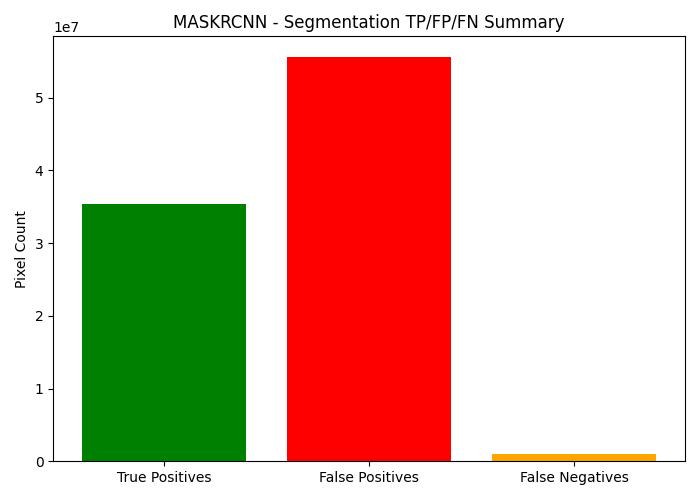 MASKRCNN - Segmentation TP/FP/FN Summary
1e7
5
4
3
2
1
0
Pixel Count
True Positives
False Positives
False Negatives